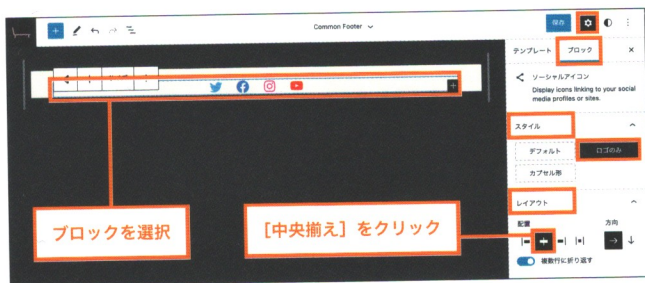 Common Footer
保存
テンプレート ブロック
ソーシャルアイコン
Display icons linking to your social
media profiles or sites.
スタイル
デフォルト ロゴのみ
カプセル形
レイアウト
配置 方向
複数行に折り返す
ブロックを選択
[中央揃え] をクリック